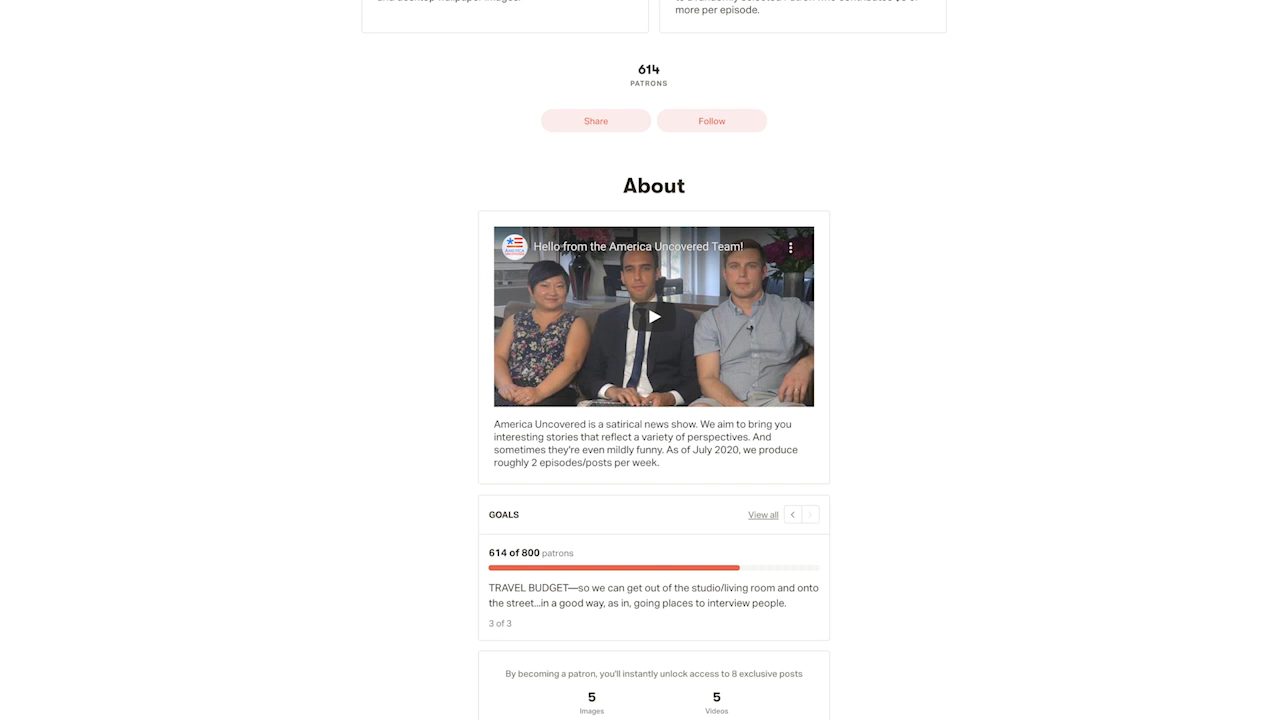 more per episode.
614
PATRONS
Share
Follow
About
Hello from the America Uncovered Team!
America Uncovered is a satirical news show. We aim to bring you
interesting stories that reflect a variety of perspectives. And
sometimes they're even mildly funny. As of July 2020, we produce
roughly 2 episodes/posts per week.
GOALS
View all
614 of 800 patrons
TRAVEL BUDGET—so we can get out of the studio/living room and onto
the street...in a good way, as in, going places to interview people.
3 of 3
By becoming a patron, you'll instantly unlock access to 8 exclusive posts
5
Images
5
Videos